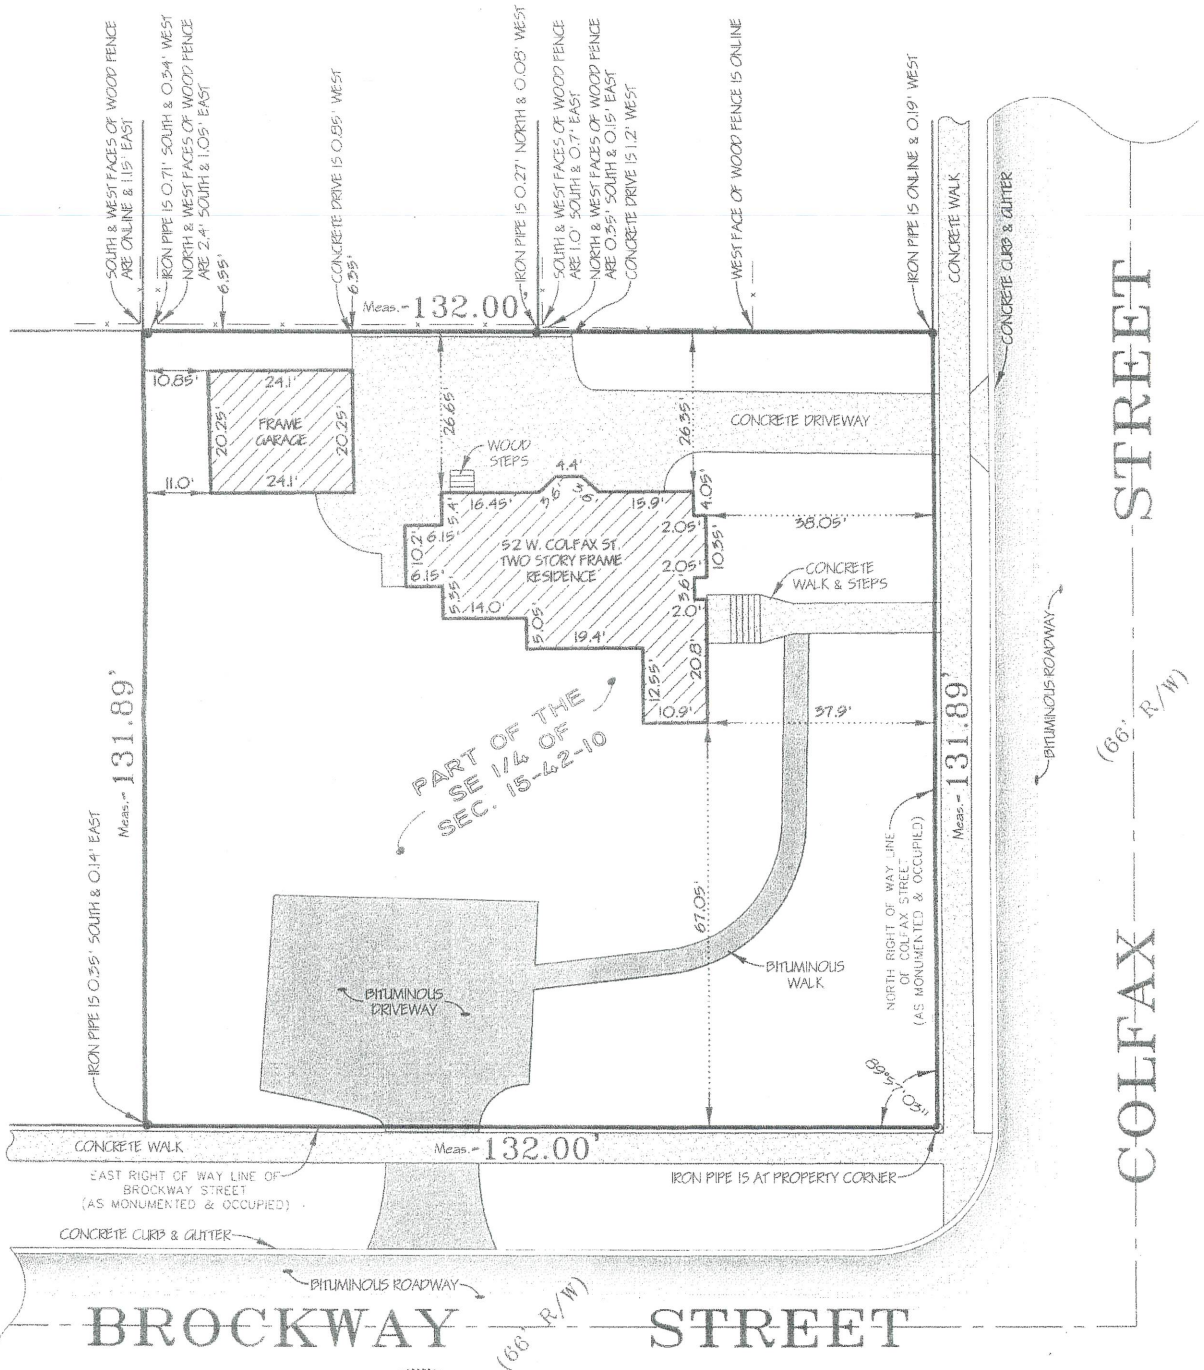 SOUTH & WEST FACES OF WOOD FENCE
ARE ONLINE & 1.15' EAST
IRON PIPE IS 0.71' SOUTH & 0.34' WEST
NORTH & WEST FACES OF WOOD FENCE
ARE 2.4' SOUTH & 1.05' EAST
6.55'
CONCRETE DRIVE IS 0.85' WEST
6.35'
IRON PIPE IS 0.27' NORTH & 0.08' WEST
SOUTH & WEST FACES OF WOOD FENCE
ARE 1.0' SOUTH & 0.7' EAST
NORTH & WEST FACES OF WOOD FENCE
ARE 0.35' SOUTH & 0.15' EAST
CONCRETE DRIVE IS 1.2' WEST
WEST FACE OF WOOD FENCE IS ONLINE
IRON PIPE IS ONLINE & 0.19' WEST
CONCRETE WALK
CONCRETE CURB & GUTTER
Meas.-132.00'
10.85'
24.1'
20.25'
FRAME
GARAGE
20.25'
11.0'
24.1'
26.65'
WOOD
STEPS
26.35'
CONCRETE DRIVEWAY
4.4'
16.45'
3.6'
15.9'
4.05'
38.05'
5.4'
6.15'
10.2'
6.15'
52 W. COLFAX ST.
TWO STORY FRAME
RESIDENCE
2.05'
10.35'
2.05'
3.6'
2.0'
CONCRETE
WALK & STEPS
5.35'
14.0'
5.05'
19.4'
20.8'
12.55'
10.9'
37.9'
PART OF THE
SE 1/4 OF
SEC. 15-42-10
Meas.-131.89'
IRON PIPE IS 0.35' SOUTH & 0.14' EAST
67.05'
NORTH RIGHT OF WAY LINE
OF COLFAX STREET
(AS MONUMENTED & OCCUPIED)
Meas.-131.89'
BITUMINOUS ROADWAY
(66' R/W)
COLFAX STREET
BITUMINOUS
DRIVEWAY
BITUMINOUS
WALK
89°57'03"
CONCRETE WALK
Meas.-132.00'
EAST RIGHT OF WAY LINE OF
BROCKWAY STREET
(AS MONUMENTED & OCCUPIED)
IRON PIPE IS AT PROPERTY CORNER
CONCRETE CURB & GUTTER
BITUMINOUS ROADWAY
BROCKWAY STREET
(66' R/W)